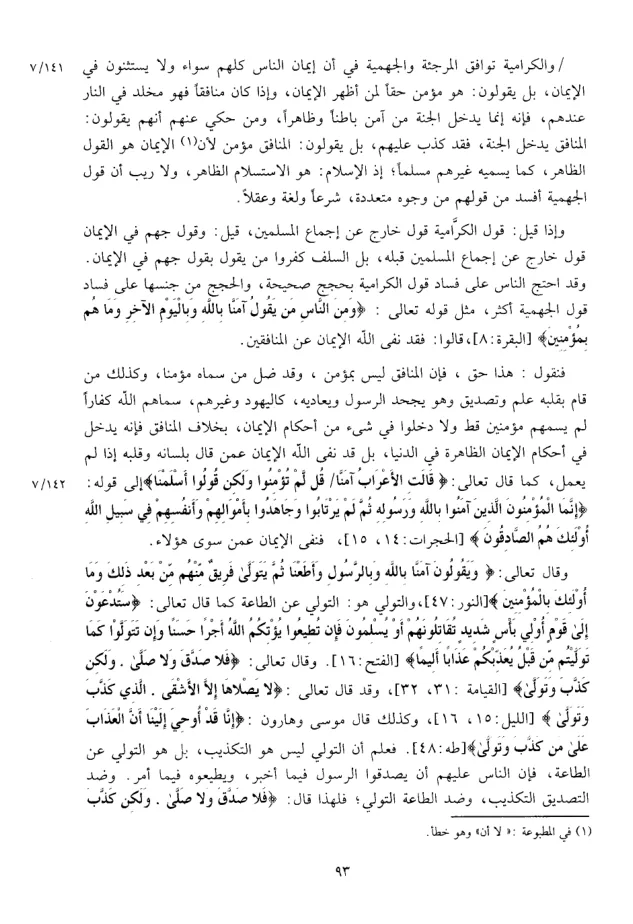 / والكرامية توافق المرجئة والجهمية في أن إيمان الناس كلهم سواء ولا يستثنون في ٧/١٤١
الإيمان، بل يقولون: هو مؤمن حقاً لمن أظهر الإيمان، وإذا كان منافقاً فهو مخلد في النار
عندهم، فإنه إنما يدخل الجنة من آمن باطناً وظاهراً، ومن حكي عنهم أنهم يقولون:
المنافق يدخل الجنة، فقد كذب عليهم، بل يقولون: المنافق مؤمن لأن(١) الإيمان هو القول
الظاهر، كما يسميه غيرهم مسلماً؛ إذ الإسلام: هو الاستسلام الظاهر، ولا ريب أن قول
الجهمية أفسد من قولهم من وجوه متعددة، شرعاً ولغة وعقلاً.
وإذا قيل: قول الكرَّامية قول خارج عن إجماع المسلمين، قيل: وقول جهم في الإيمان
قول خارج عن إجماع المسلمين قبله، بل السلف كفروا من يقول بقول جهم في الإيمان.
وقد احتج الناس على فساد قول الكرامية بحجج صحيحة، والحجج من جنسها على فساد
قول الجهمية أكثر، مثل قوله تعالى : ﴿وَمِنَ النَّاسِ مَن يَقُولُ آمَنَّا بِاللَّهِ وَبِالْيَوْمِ الآخِرِ وَمَا هُم
بِمُؤْمِنِينَ﴾ [البقرة:٨]،قالوا: فقد نفى اللّه الإيمان عن المنافقين.
فنقول : هذا حق ، فإن المنافق ليس بمؤمن ، وقد ضل من سماه مؤمنا، وكذلك من
قام بقلبه علم وتصديق وهو يجحد الرسول ويعاديه، كاليهود وغيرهم، سماهم اللّه كفاراً
لم يسمهم مؤمنين قط ولا دخلوا في شىء من أحكام الإيمان، بخلاف المنافق فإنه يدخل
في أحكام الإيمان الظاهرة في الدنيا، بل قد نفى اللّه الإيمان عمن قال بلسانه وقلبه إذا لم
يعمل، كما قال تعالى:﴿ قَالَتِ الأَعْرَابُ آمَنَّا/ قُل لَّمْ تُؤْمِنُوا وَلَكِن قُولُوا أَسْلَمْنَا﴾إلى قوله: ٧/١٤٢
﴿إِنَّمَا الْمُؤْمِنُونَ الَّذِينَ آمَنُوا بِاللَّهِ وَرَسُولِهِ ثُمَّ لَمْ يَرْتَابُوا وَجَاهَدُوا بِأَمْوَالِهِمْ وَأَنفُسِهِمْ فِي سَبِيلِ اللَّهِ
أُوْلَئِكَ هُمُ الصَّادِقُونَ ﴾ [الحجرات:١٤، ١٥]، فنفى الإيمان عمن سوى هؤلاء.
وقال تعالى:﴿ وَيَقُولُونَ آمَنَّا بِاللَّهِ وَبِالرَّسُولِ وَأَطَعْنَا ثُمَّ يَتَوَلَّىٰ فَرِيقٌ مِّنْهُم مِّنْ بَعْدِ ذَلِكَ وَمَا
أُوْلَئِكَ بِالْمُؤْمِنِينَ ﴾[النور:٤٧]،والتولي هو: التولي عن الطاعة كما قال تعالى: ﴿سَتُدْعَوْنَ
إِلَىٰ قَوْمٍ أُوْلِي بَأْسٍ شَدِيدٍ تُقَاتِلُونَهُمْ أَوْ يُسْلِمُونَ فَإِن تُطِيعُوا يُؤْتِكُمُ اللَّهُ أَجْرًا حَسَنًا وَإِن تَتَوَلَّوْا كَمَا
تَوَلَّيْتُم مِّن قَبْلُ يُعَذِّبْكُمْ عَذَابًا أَلِيمًا﴾ [الفتح:١٦]. وقال تعالى: ﴿فَلا صَدَّقَ وَلا صَلَّىٰ . وَلَكِن
كَذَّبَ وَتَوَلَّىٰ﴾ [القيامة :٣١، ٣٢]، وقد قال تعالى :﴿لا يَصْلاهَا إِلاَّ الأَشْقَى . الَّذِي كَذَّبَ
وَتَوَلَّىٰ ﴾ [الليل:١٥، ١٦]، وكذلك قال موسى وهارون :﴿إِنَّا قَدْ أُوحِيَ إِلَيْنَا أَنَّ الْعَذَابَ
عَلَىٰ مَن كَذَّبَ وَتَوَلَّىٰ﴾[طه:٤٨]. فعلم أن التولي ليس هو التكذيب، بل هو التولي عن
الطاعة، فإن الناس عليهم أن يصدقوا الرسول فيما أخبر، ويطيعوه فيما أمر. وضد
التصديق التكذيب، وضد الطاعة التولي؛ فلهذا قال: ﴿فَلا صَدَّقَ وَلا صَلَّىٰ . وَلَكِن كَذَّبَ
(١) في المطبوعة :« لا أن» وهو خطأ.
٩٣